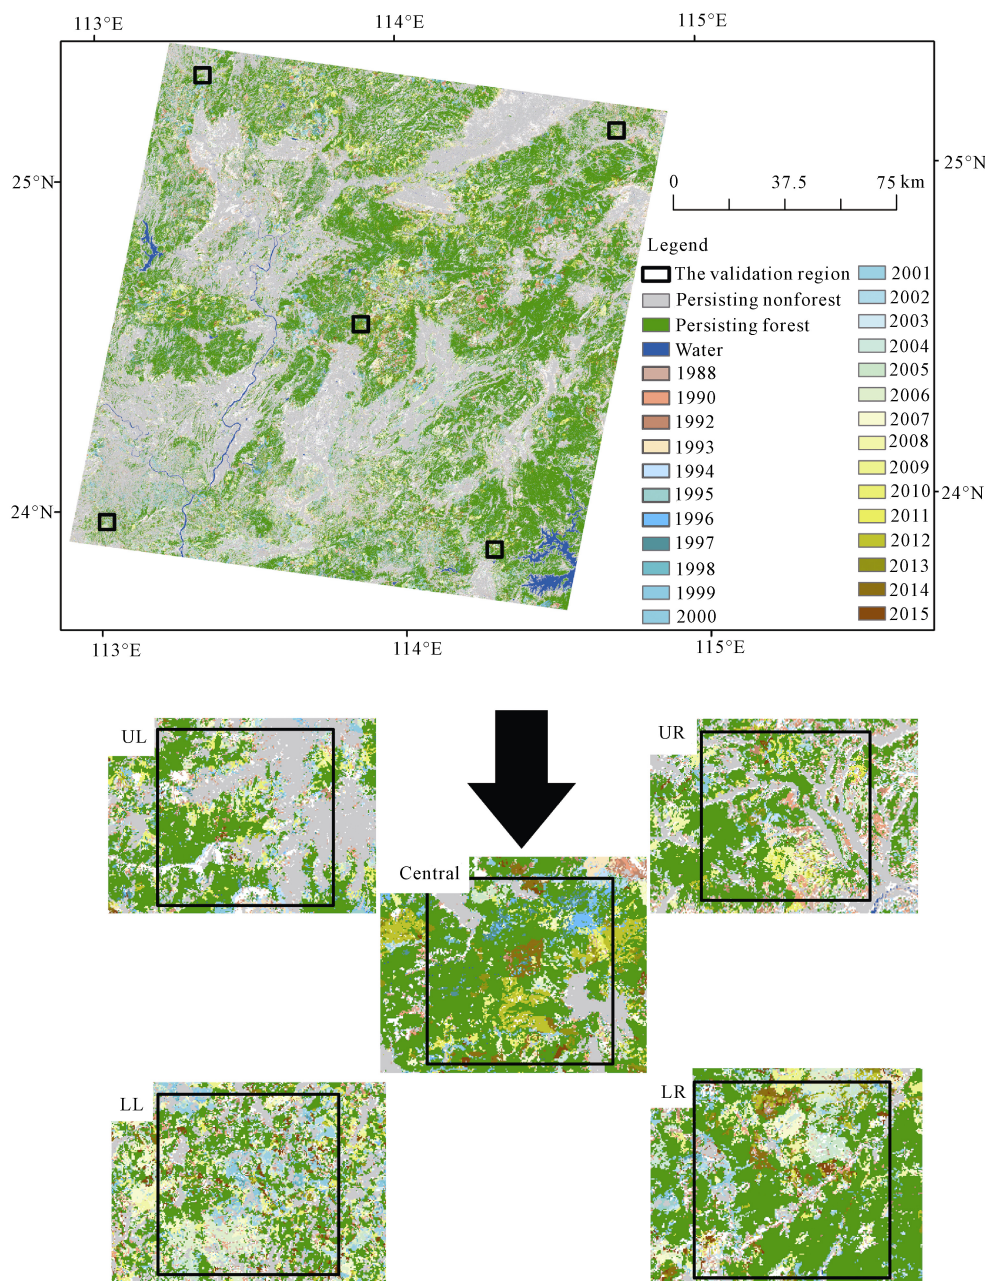 113°E
114°E
115°E
25°N
25°N
0 37.5 75 km
Legend
The validation region
Persisting nonforest
Persisting forest
Water
1988
1990
1992
1993
1994
1995
1996
1997
1998
1999
2000
2001
2002
2003
2004
2005
2006
2007
2008
2009
2010
2011
2012
2013
2014
2015
24°N
24°N
113°E
114°E
115°E
UL
UR
Central
LL
LR